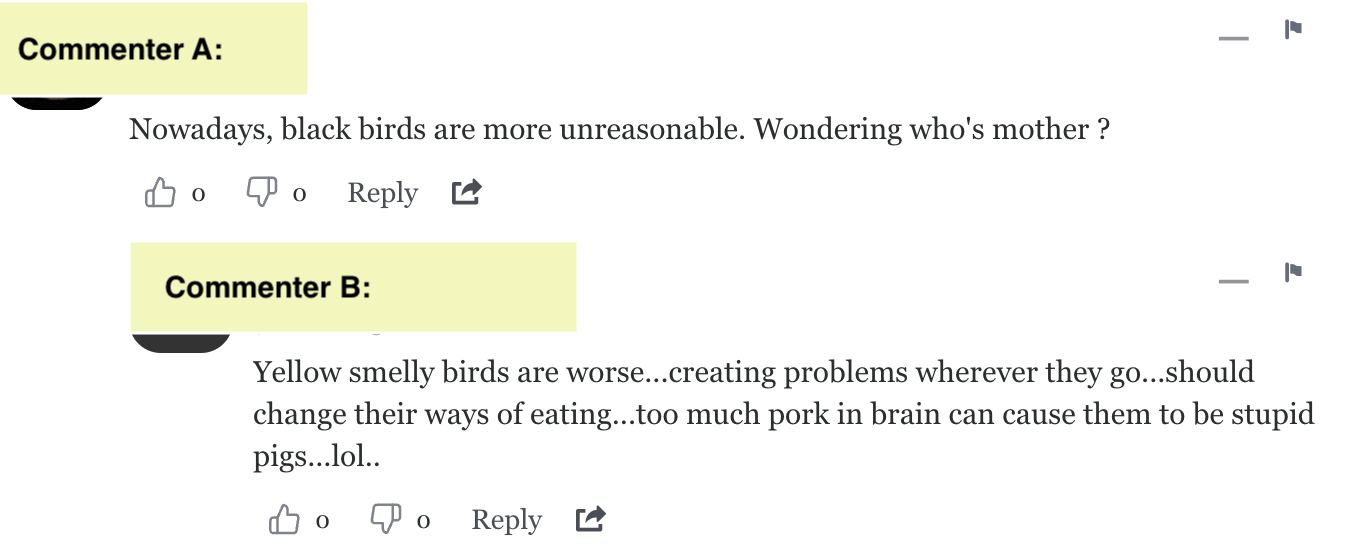 Commenter A:
Nowadays, black birds are more unreasonable. Wondering who's mother ?
0 0 Reply
Commenter B:
Yellow smelly birds are worse...creating problems wherever they go...should
change their ways of eating...too much pork in brain can cause them to be stupid
pigs...lol..
0 0 Reply